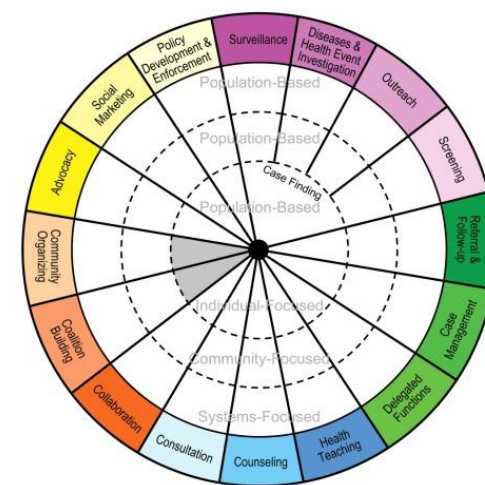 Surveillance
Diseases &
Health Event
Investigation
Outreach
Screening
Referral &
Follow-up
Case
Management
Delegated
Functions
Health
Teaching
Counseling
Consultation
Collaboration
Coalition
Building
Community
Organizing
Advocacy
Social
Marketing
Policy
Development &
Enforcement
Population-Based
Population-Based
Case Finding
Population-Based
Individual-Focused
Community-Focused
Systems-Focused